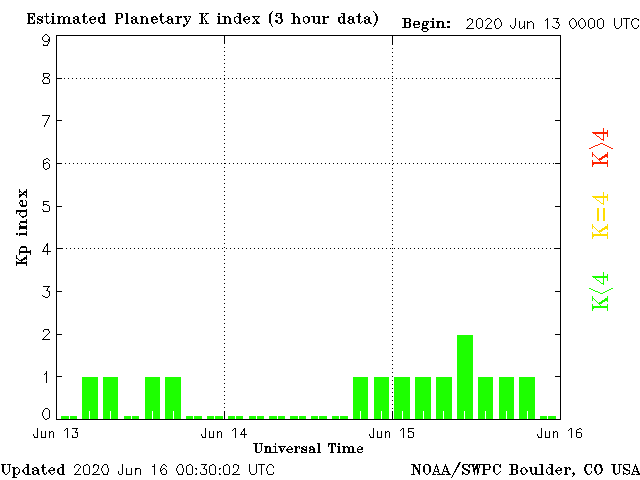 Estimated Planetary K index (3 hour data) Begin: 2020 Jun 13 0000 UTC
9
8
7
6
5
4
3
2
1
0
Kp index
K>4
K=4
K<4
Jun 13 Jun 14 Jun 15 Jun 16
Universal Time
Updated 2020 Jun 16 00:30:02 UTC NOAA/SWPC Boulder, CO USA